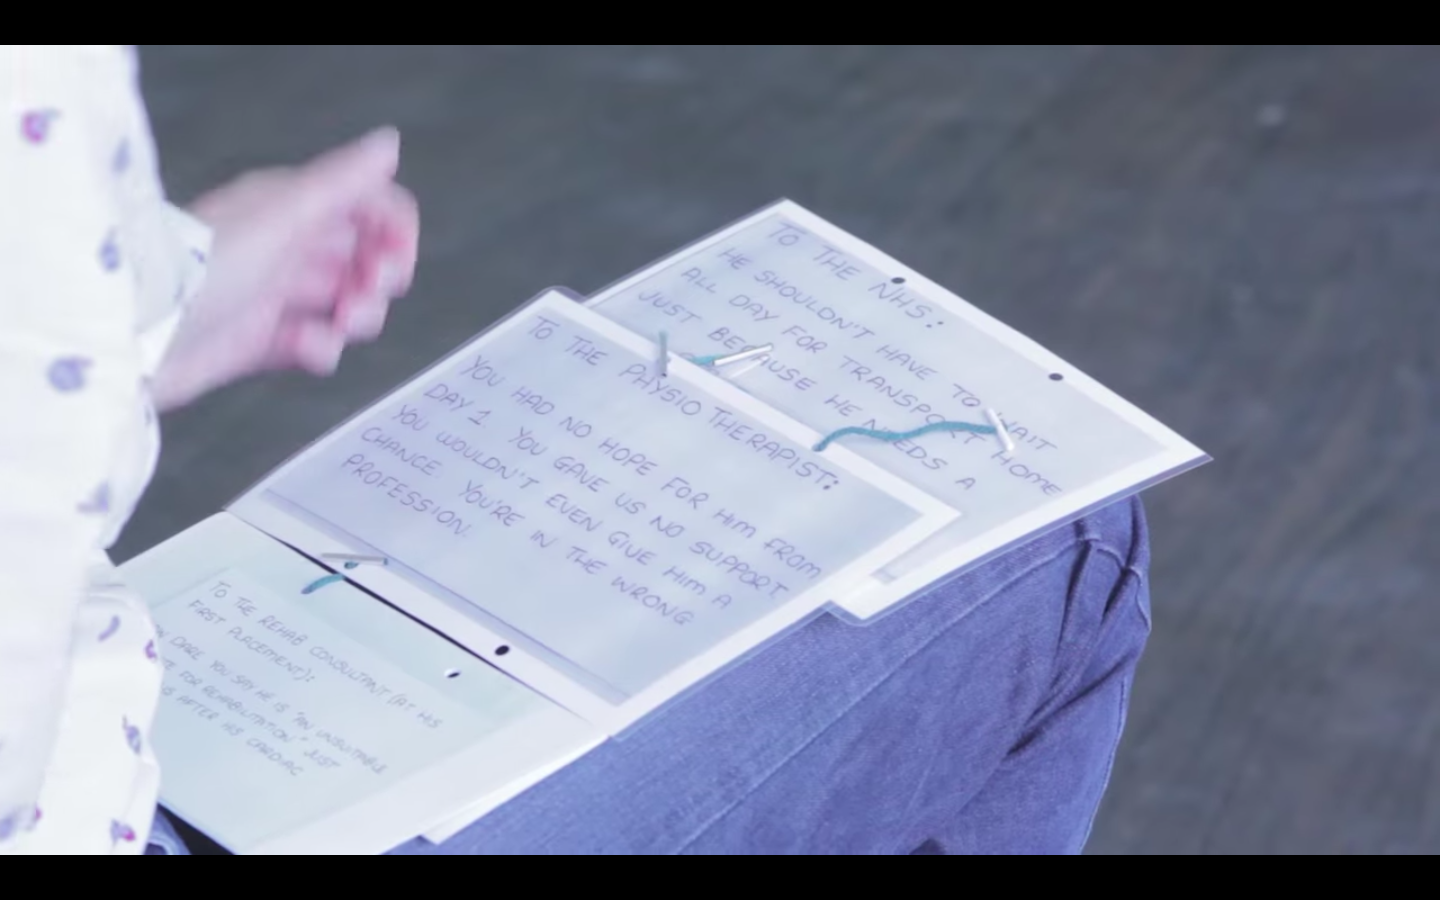 TO THE NHS:
HE SHOULDN'T HAVE TO WAIT
ALL DAY FOR TRANSPORT HOME
JUST BECAUSE HE NEEDS A
TO THE PHYSIOTHERAPIST:
YOU HAD NO HOPE FOR HIM FROM
DAY 1. YOU GAVE US NO SUPPORT
YOU WOULDN'T EVEN GIVE HIM A
CHANCE YOU'RE IN THE WRONG
PROFESSION.
TO THE REHAB CONSULTANT (AT HIS
FIRST PLACEMENT):
DARE YOU SAY HE IS "AN UNSUITABLE
FOR REHABILITATION" JUST
AFTER HIS CARDIAC